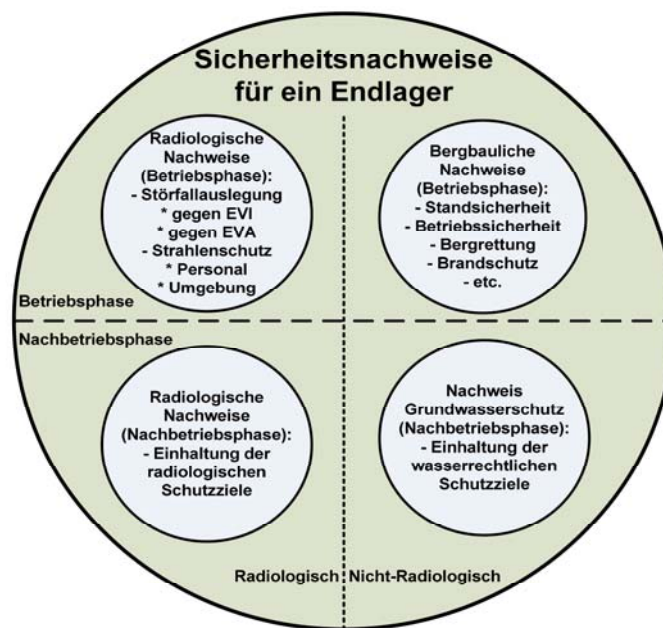 Sicherheitsnachweise
für ein Endlager
Radiologische
Nachweise
(Betriebsphase):
- Störfallauslegung
* gegen EVI
* gegen EVA
- Strahlenschutz
* Personal
* Umgebung
Bergbauliche
Nachweise
(Betriebsphase):
- Standsicherheit
- Betriebssicherheit
- Bergrettung
- Brandschutz
- etc.
Betriebsphase
Nachbetriebsphase
Radiologische
Nachweise
(Nachbetriebsphase):
- Einhaltung der
radiologischen
Schutzziele
Nachweis
Grundwasserschutz
(Nachbetriebsphase):
- Einhaltung der
wasserrechtlichen
Schutzziele
Radiologisch
Nicht-Radiologisch